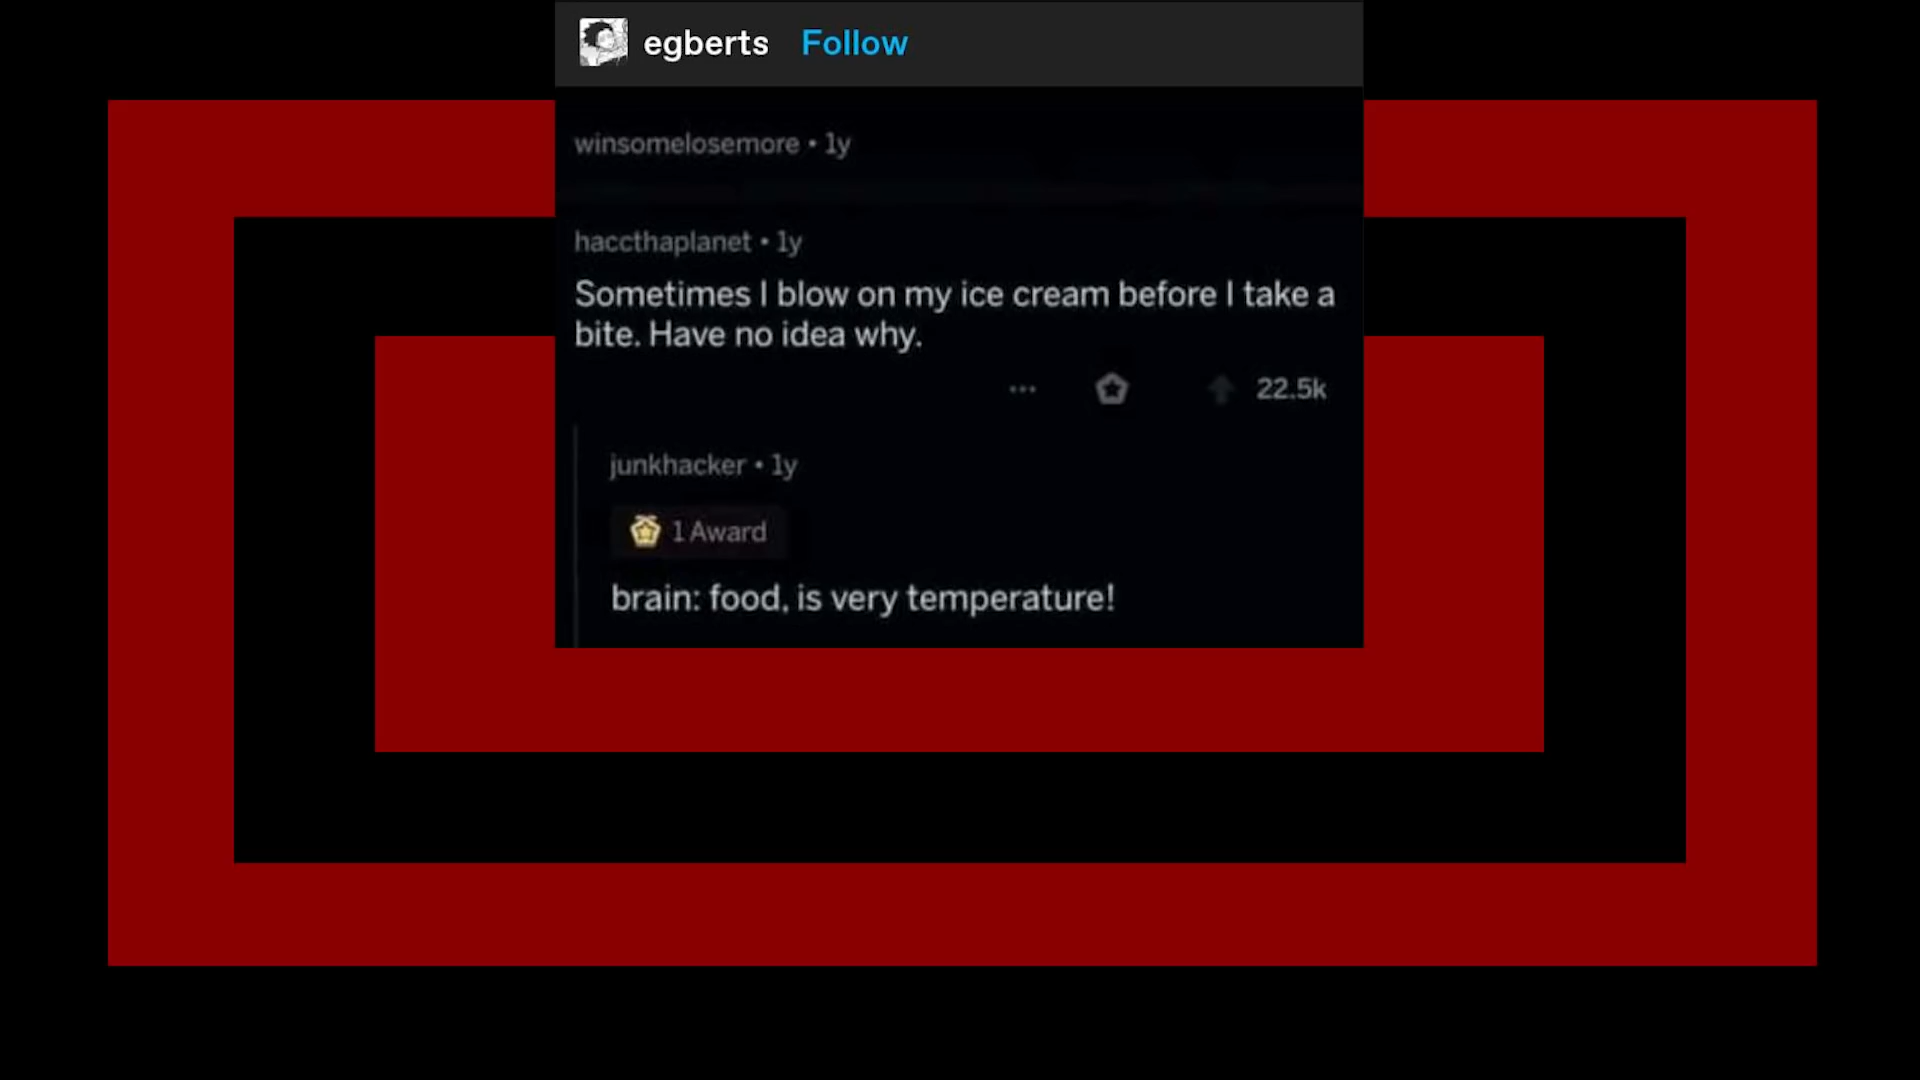 egberts Follow
winsomelosemore • 1y
haccthaplanet • 1y
Sometimes I blow on my ice cream before I take a
bite. Have no idea why.
22.5k
junkhacker • 1y
1 Award
brain: food, is very temperature!